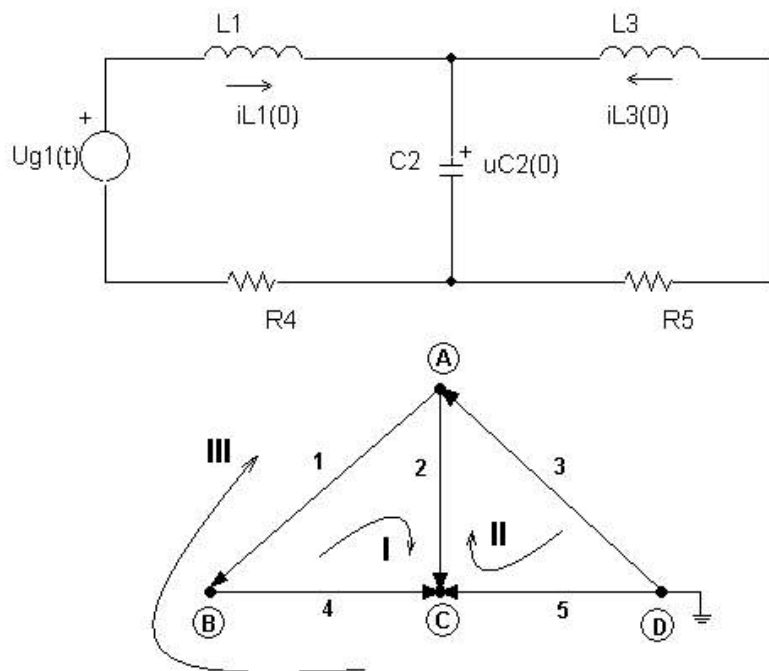 L1
L3
+
iL1(0)
iL3(0)
Ug1(t)
C2
+
uC2(0)
R4
R5
A
III
1
2
3
I
II
B
4
C
5
D